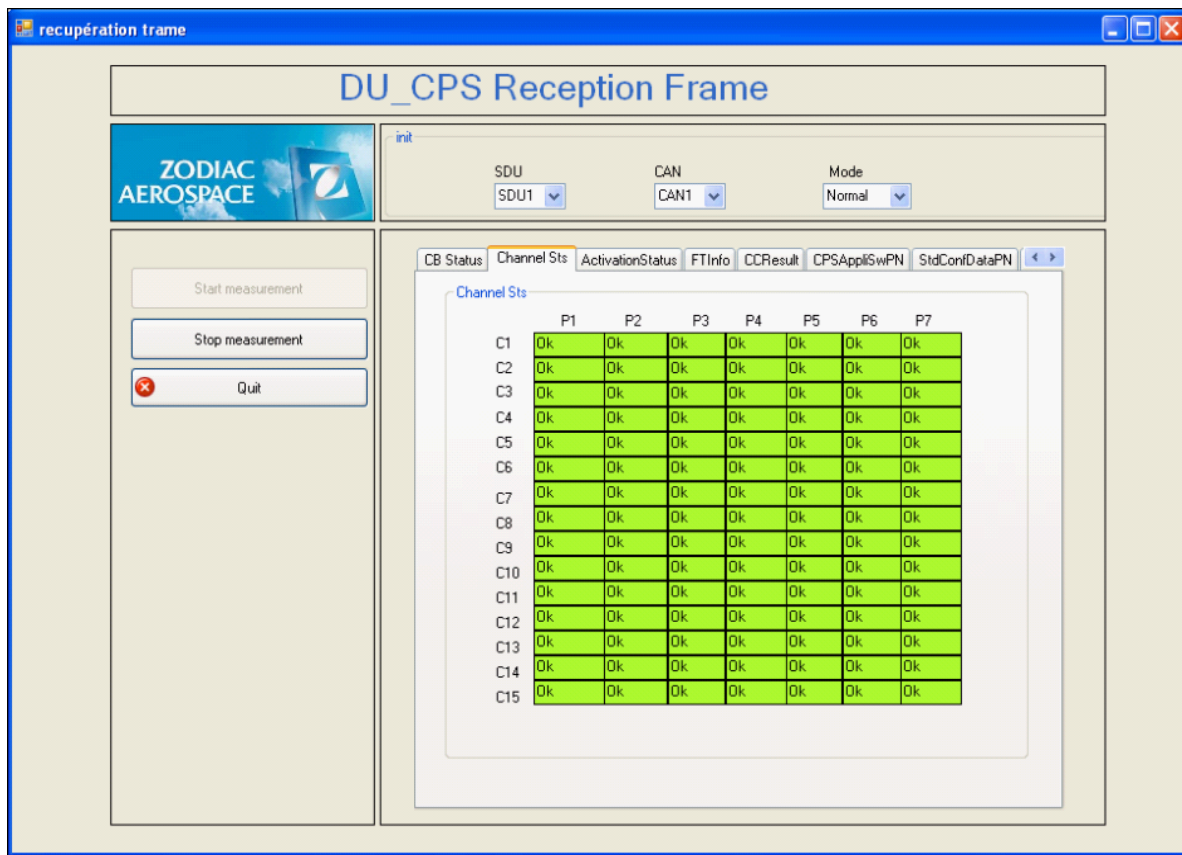 recupération trame
DU_CPS Reception Frame
ZODIAC
AEROSPACE
init
SDU CAN Mode
SDU1 CAN1 Normal
Start measurement
Stop measurement
Quit
CB Status Channel Sts ActivationStatus FTInfo CCResult CPSAppliSwPN StdConfDataPN
Channel Sts
P1 P2 P3 P4 P5 P6 P7
C1 Ok Ok Ok Ok Ok Ok Ok
C2 Ok Ok Ok Ok Ok Ok Ok
C3 Ok Ok Ok Ok Ok Ok Ok
C4 Ok Ok Ok Ok Ok Ok Ok
C5 Ok Ok Ok Ok Ok Ok Ok
C6 Ok Ok Ok Ok Ok Ok Ok
C7 Ok Ok Ok Ok Ok Ok Ok
C8 Ok Ok Ok Ok Ok Ok Ok
C9 Ok Ok Ok Ok Ok Ok Ok
C10 Ok Ok Ok Ok Ok Ok Ok
C11 Ok Ok Ok Ok Ok Ok Ok
C12 Ok Ok Ok Ok Ok Ok Ok
C13 Ok Ok Ok Ok Ok Ok Ok
C14 Ok Ok Ok Ok Ok Ok Ok
C15 Ok Ok Ok Ok Ok Ok Ok